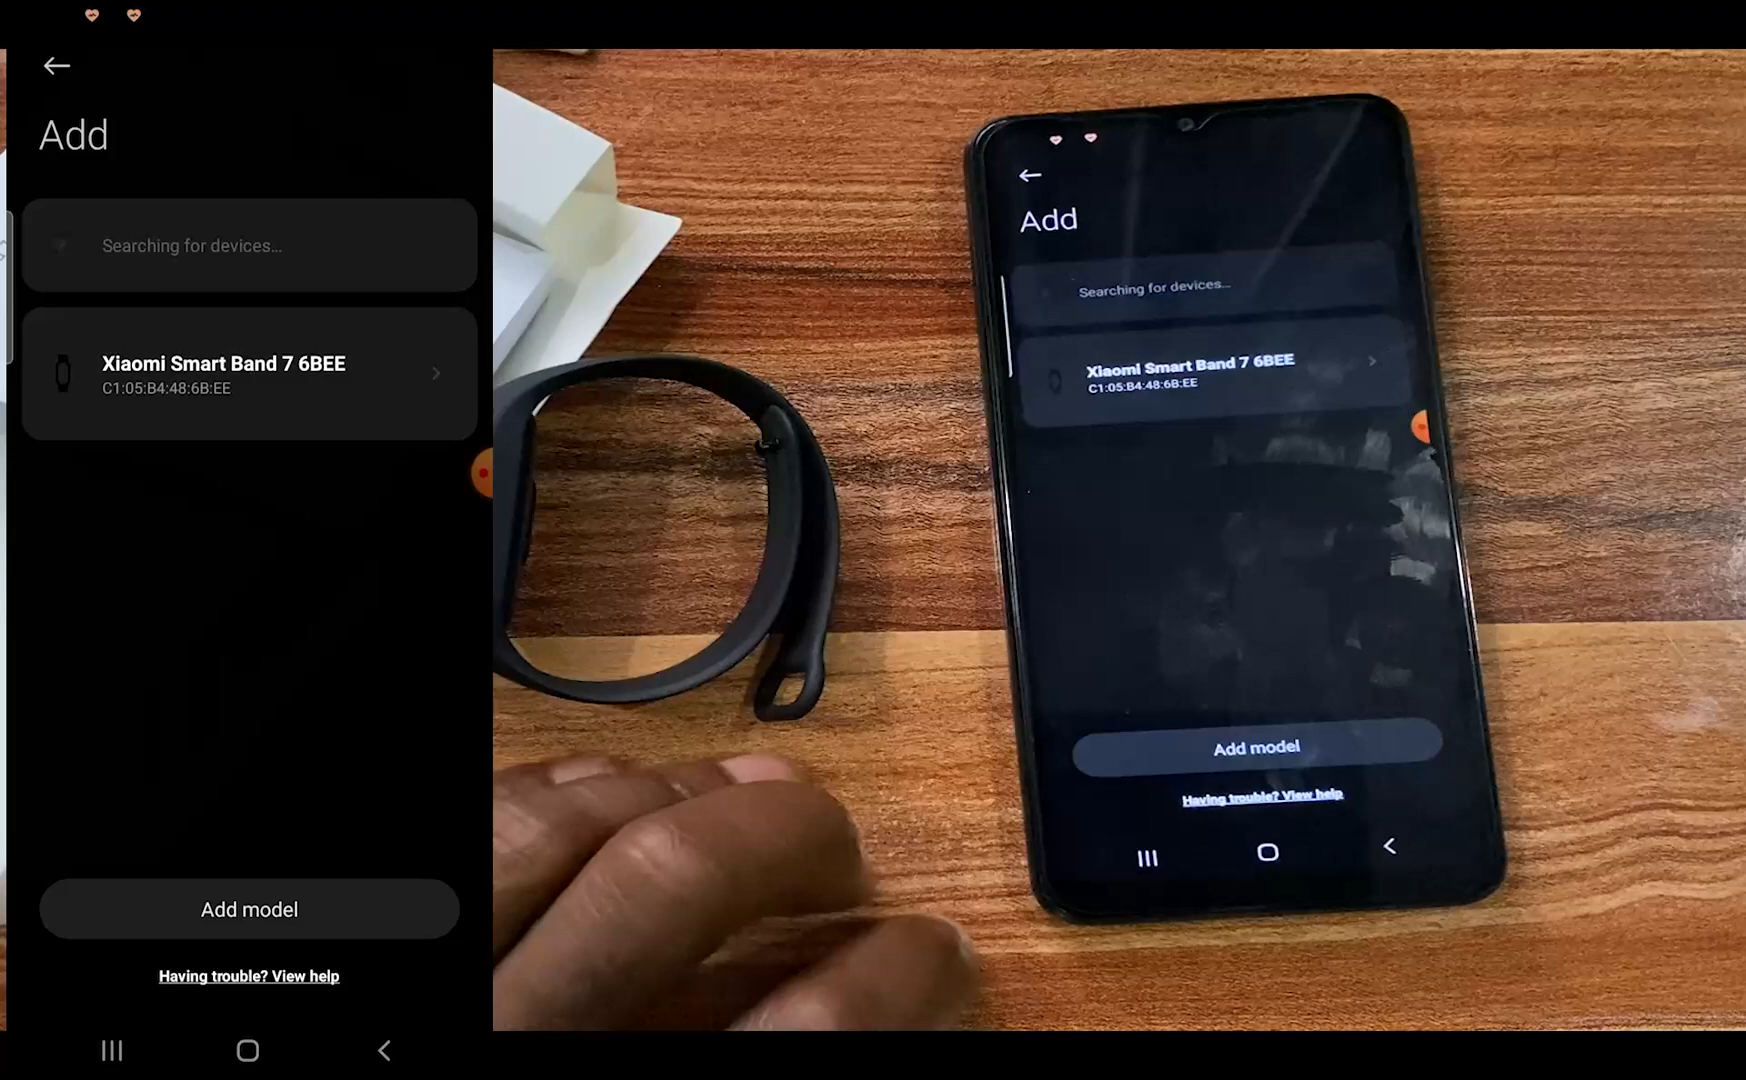 Add
Searching for devices...
Xiaomi Smart Band 7 6BEE
C1:05:B4:48:6B:EE
Add model
Having trouble? View help
Add
Searching for devices...
Xiaomi Smart Band 7 6BEE
C1:05:B4:48:6B:EE
Add model
Having trouble? View help